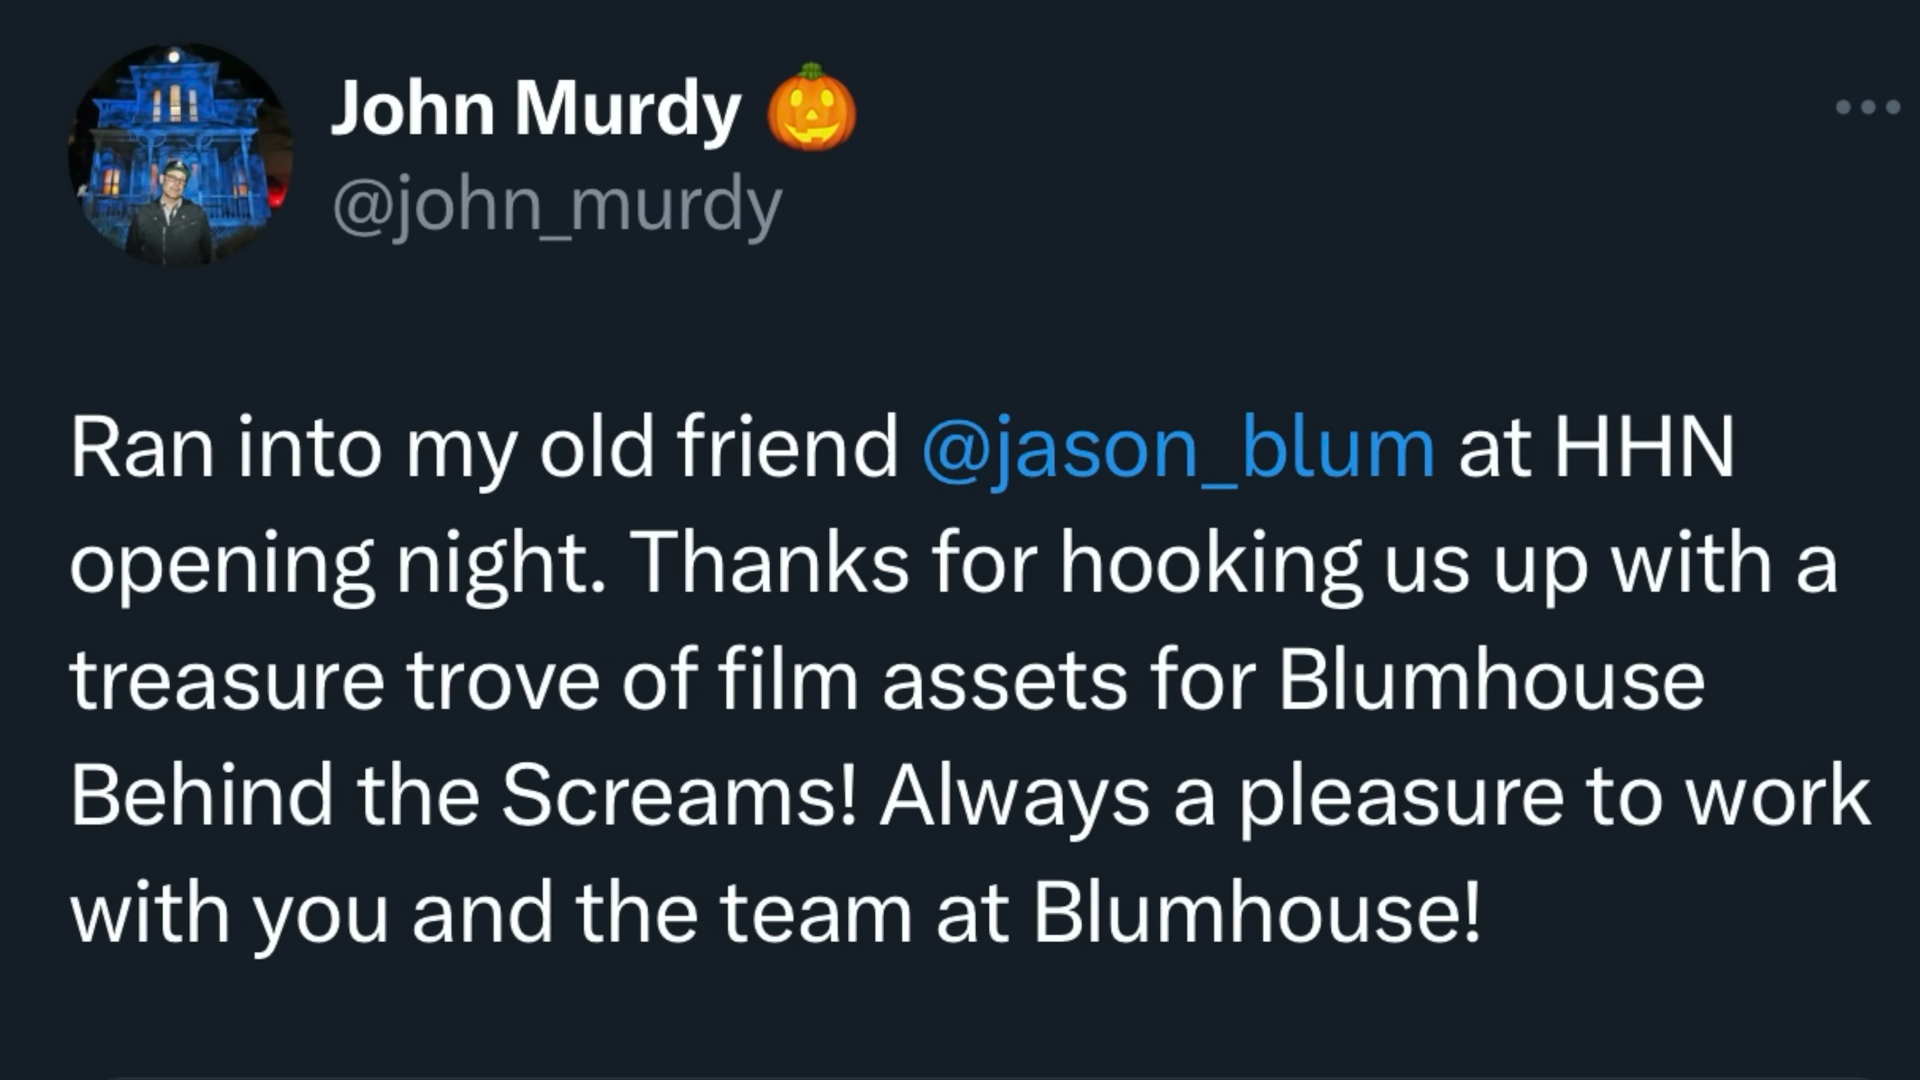 John Murdy 🎃
@john_murdy
Ran into my old friend @jason_blum at HHN
opening night. Thanks for hooking us up with a
treasure trove of film assets for Blumhouse
Behind the Screams! Always a pleasure to work
with you and the team at Blumhouse!